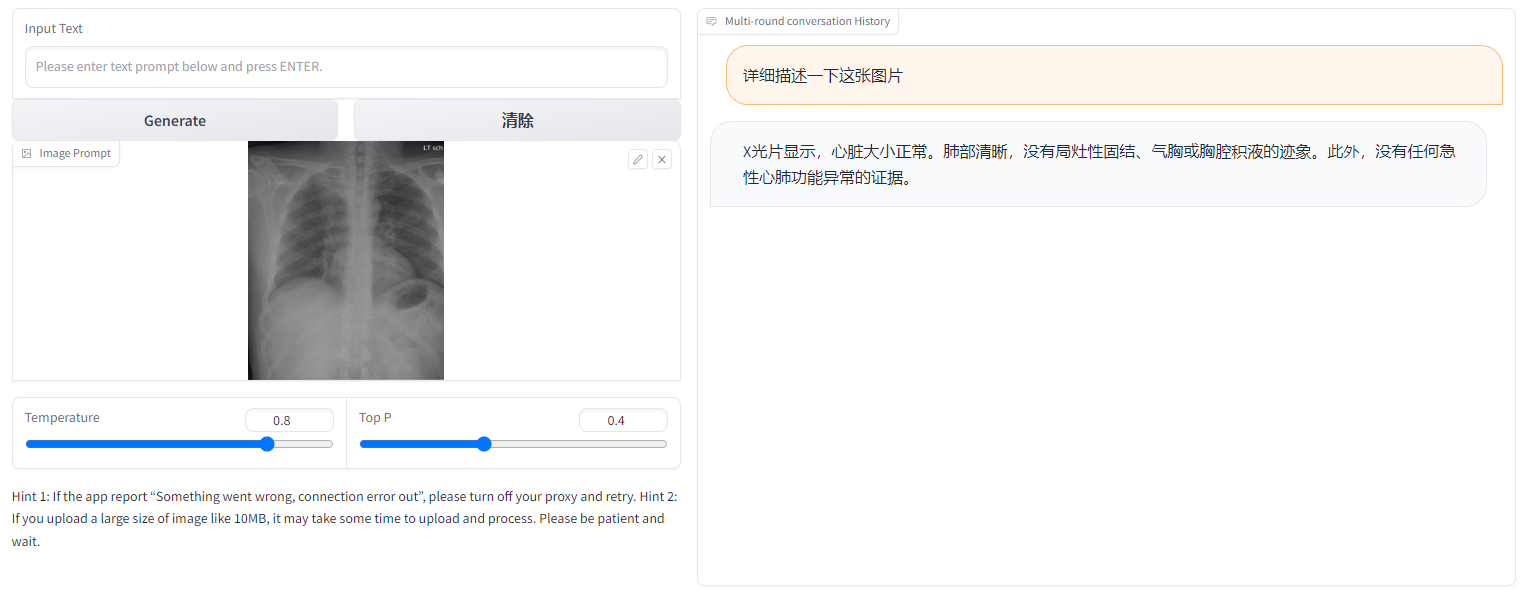 Input Text
Please enter text prompt below and press ENTER.
Generate
清除
Image Prompt
LT sch
Temperature
0.8
Top P
0.4
Hint 1: If the app report “Something went wrong, connection error out”, please turn off your proxy and retry. Hint 2:
If you upload a large size of image like 10MB, it may take some time to upload and process. Please be patient and
wait.
Multi-round conversation History
详细描述一下这张图片
X光片显示，心脏大小正常。肺部清晰，没有局灶性固结、气胸或胸腔积液的迹象。此外，没有任何急
性心肺功能异常的证据。